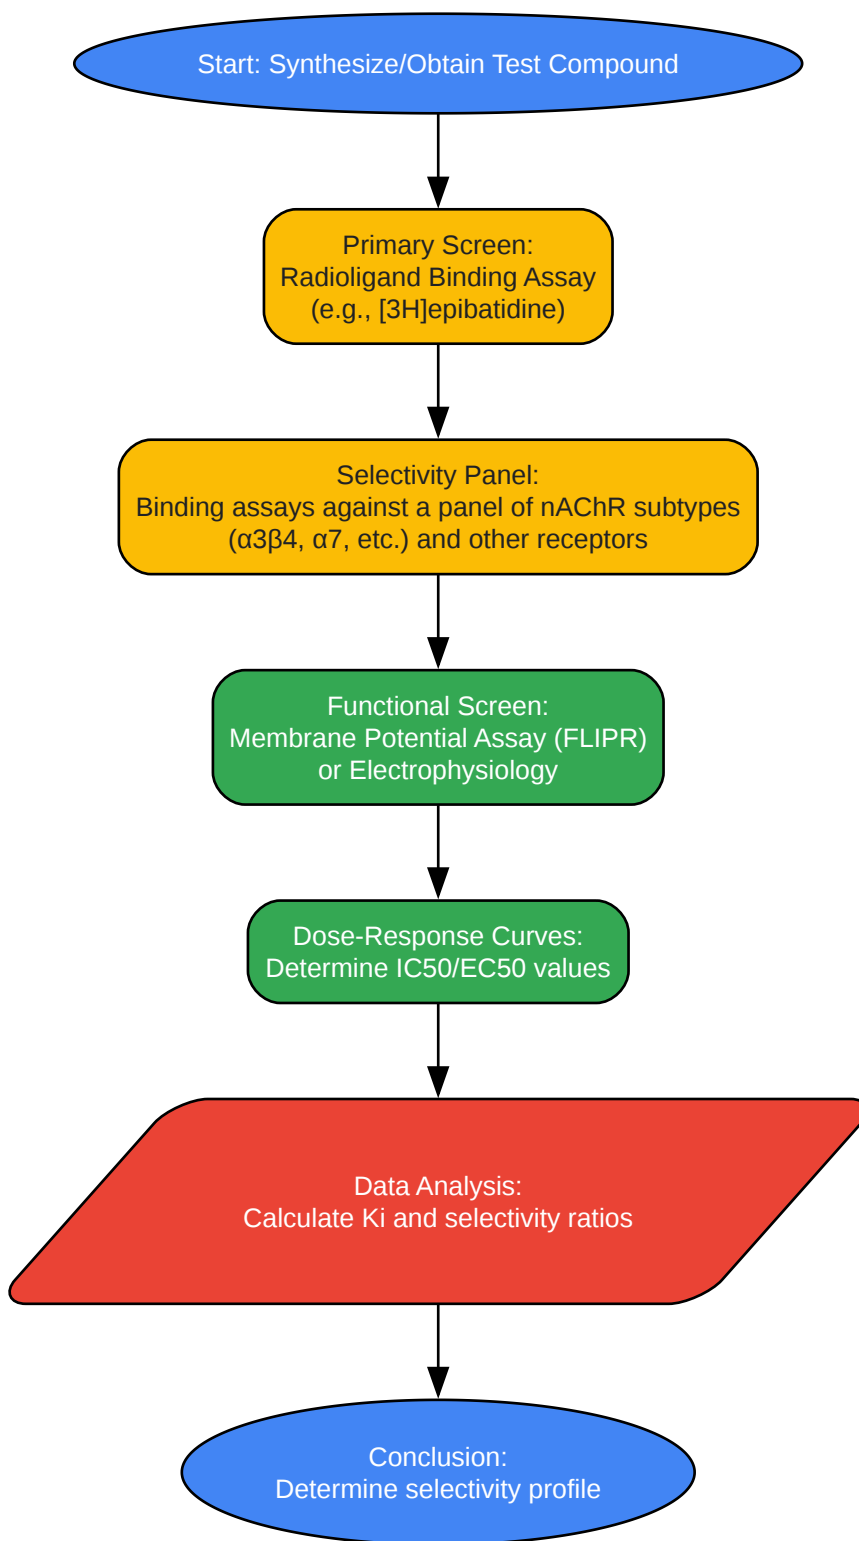 Start: Synthesize/Obtain Test Compound
Primary Screen:
Radioligand Binding Assay
(e.g., [3H]epibatidine)
Selectivity Panel:
Binding assays against a panel of nAChR subtypes
(α3β4, α7, etc.) and other receptors
Functional Screen:
Membrane Potential Assay (FLIPR)
or Electrophysiology
Dose-Response Curves:
Determine IC50/EC50 values
Data Analysis:
Calculate Ki and selectivity ratios
Conclusion:
Determine selectivity profile